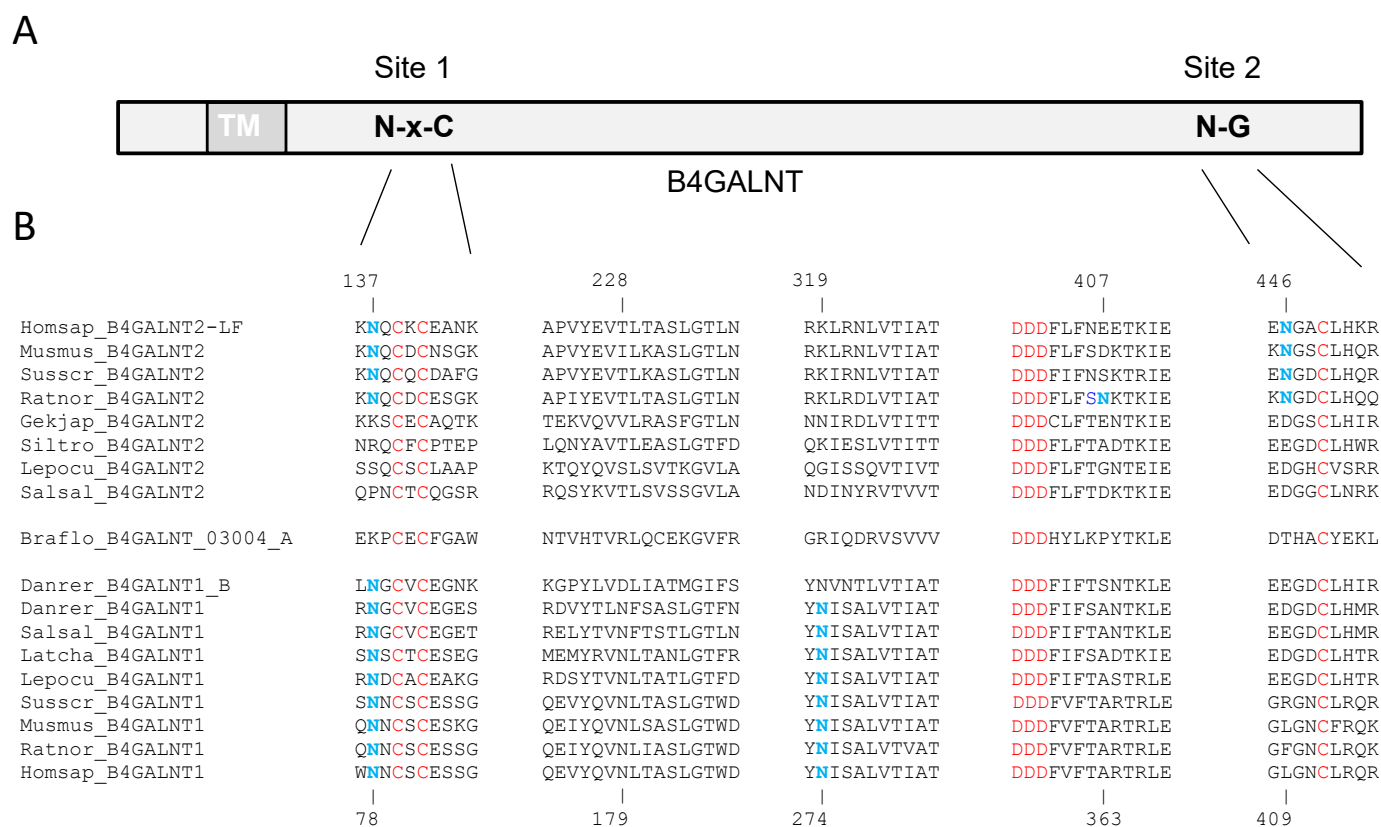 A
Site 1 Site 2
TM N-x-C N-G
B4GALNT
B
137 228 319 407 446
Homsap_B4GALNT2-LF KNQCKCEANK APVYEVTLTASLGTLN RKLRNLVTIAT DDDFLFNEETKIE ENGACLHKR
Musmus_B4GALNT2 KNQCDCNSGK APVYEVILKASLGTLN RKLRNLVTIAT DDDFLFSDKTKIE KNGSCLHQR
Susscr_B4GALNT2 KNQCQCDAFG APVYEVTLTASLGTLN RKIRNLVTIAT DDDFIFNSKTRIE ENGDCLHQR
Ratnor_B4GALNT2 KNQCDCESGK APIYEVTLTASLGTLN RKLRDLVTIAT DDDFLFSNKTKIE KNGDCLHQQ
Gekjap_B4GALNT2 KKSCECAQTK TEKVQVVLRASFGTLN NNIRDLVTITT DDDCLFTENTKIE EDGSCLHIR
Siltro_B4GALNT2 NRQCFCPTEP LQNYAVTLEASLGTFD QKIESLVTITT DDDFLFTADTKIE EEGDCLHWR
Lepocu_B4GALNT2 SSQCSCLAAP KTQYQVSLSVTKGVLA QGISSQVTIVT DDDFLFTGNTEIE EDGHCVSRR
Salsal_B4GALNT2 QPNCTCQGSR RQSYKVTLSVSSGVLA NDINYRVTVVT DDDFLFTDKTKIE EDGGCLNRK
Braflo_B4GALNT_03004_A EKPCECFGAW NTVHTVRLQCEKGVFR GRIQDRVSVVV DDDHYLKPYTKLE DTHACYEKL
Danrer_B4GALNT1_B LNGCVCEGNK KGPYLVDLIATMGIFS YNVNTLVTIAT DDDFIFTSNTKLE EEGDCLHIR
Danrer_B4GALNT1 RNGCVCEGES RDVYTLNFSASLGTFN YNISALVTIAT DDDFIFSANTKLE EDGDCLHMR
Salsal_B4GALNT1 RNGCVCEGET RELYTVNFTSTLGTLN YNISALVTIAT DDDFIFTANTKLE EEGDCLHMR
Latcha_B4GALNT1 SNSCTCESEG MEMYRVNLTANLGTFR YNISALVTIAT DDDFIFSADTKIE EDGDCLHTR
Lepocu_B4GALNT1 RNDCACEAKG RDSYTVNLTATLGTFD YNISALVTIAT DDDFIFTASTRLE EEGDCLHTR
Susscr_B4GALNT1 SNNCSCESSG QEVYQVNLTASLGTWD YNISALVTIAT DDDFVFTARTRLE GRGNCLRQR
Musmus_B4GALNT1 QNNCSCESKG QEIYQVNLSASLGTWD YNISALVTIAT DDDFVFTARTRLE GLGNCFRQK
Ratnor_B4GALNT1 QNNCSCESSG QEIYQVNLIASLGTWD YNISALVTVAT DDDFVFTARTRLE GFGNCLRQK
Homsap_B4GALNT1 WNNCSCESSG QEVYQVNLTASLGTWD YNISALVTIAT DDDFVFTARTRLE GLGNCLRQR
78 179 274 363 409